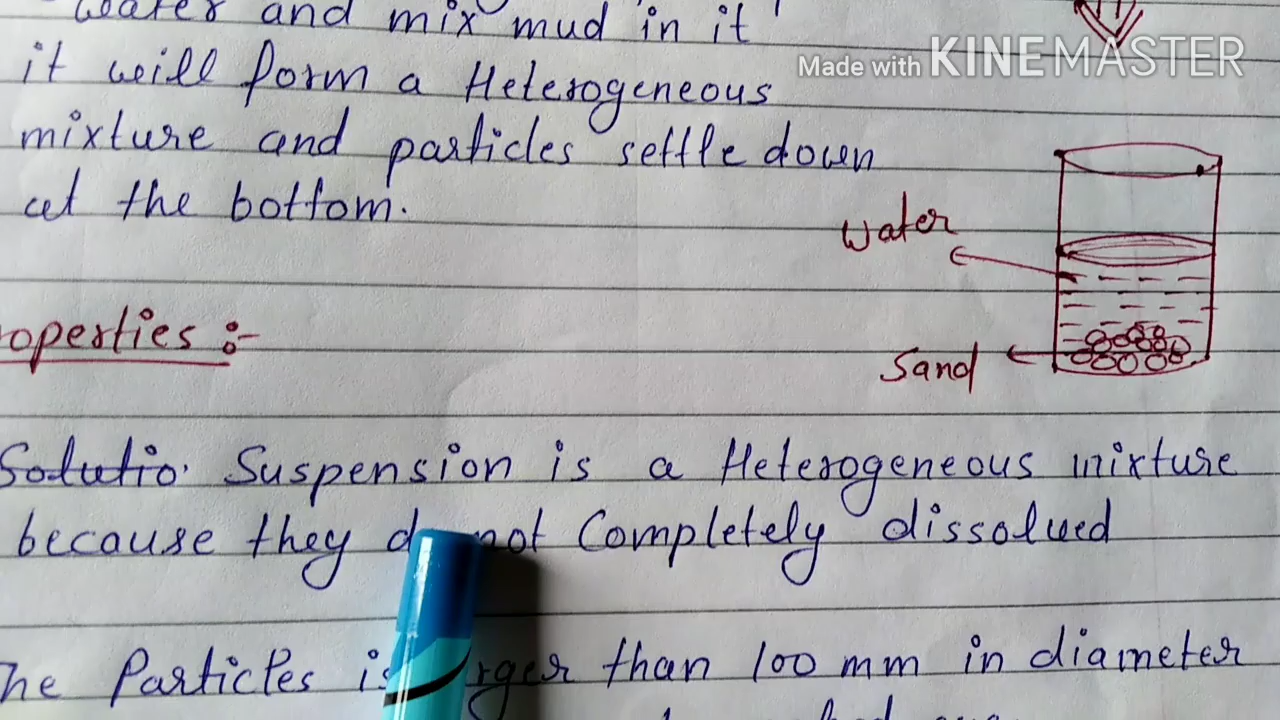 water and mix mud in it
it will form a Heterogeneous
mixture and particles settle down
at the bottom.
Made with KINEMASTER
Water
Sand
operties :-
Solutio. Suspension is a Heterogeneous mixture
because they d not Completely dissolved
he Particles is rger than 100 mm in diameter